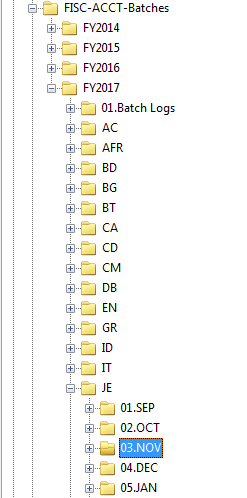 FISC-ACCT-Batches
FY2014
FY2015
FY2016
FY2017
01.Batch Logs
AC
AFR
BD
BG
BT
CA
CD
CM
DB
EN
GR
ID
IT
JE
01.SEP
02.OCT
03.NOV
04.DEC
05.JAN